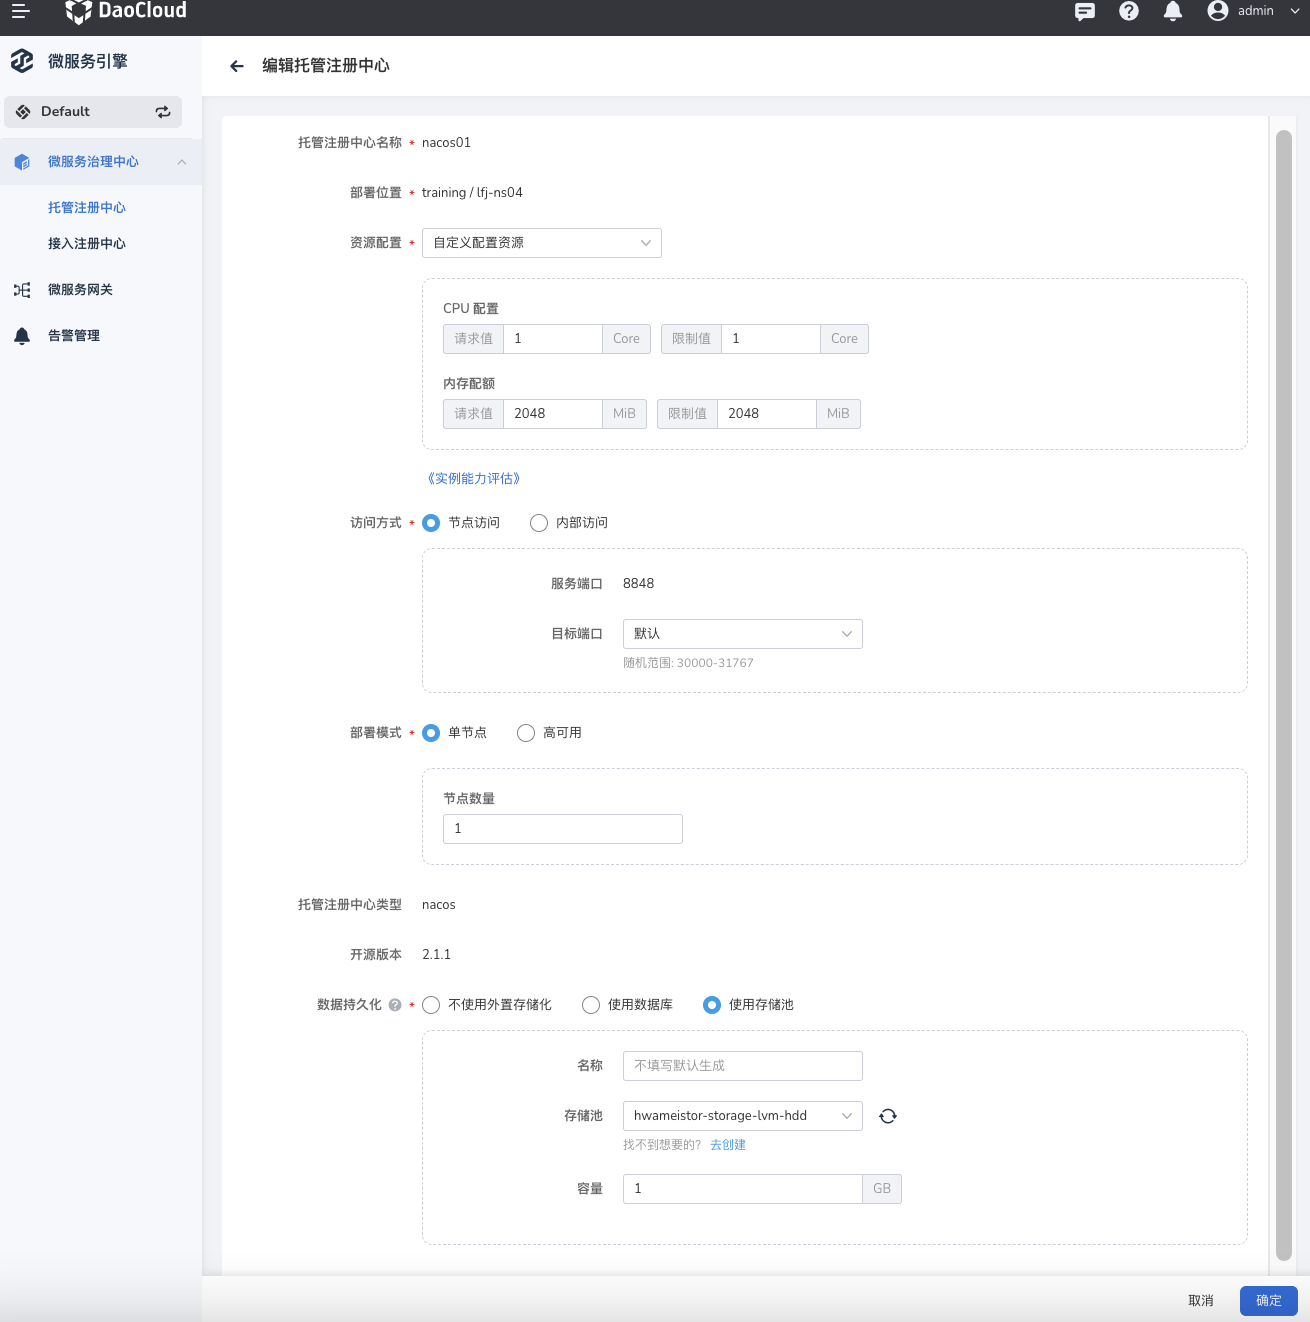 DaoCloud
admin
微服务引擎
Default
微服务治理中心
托管注册中心
接入注册中心
微服务网关
告警管理
编辑托管注册中心
托管注册中心名称 * nacos01
部署位置 * training / lfj-ns04
资源配置 * 自定义配置资源
CPU 配置
请求值 1 Core 限制值 1 Core
内存配额
请求值 2048 MiB 限制值 2048 MiB
《实例能力评估》
访问方式 * 节点访问 内部访问
服务端口 8848
目标端口 默认
随机范围: 30000-31767
部署模式 * 单节点 高可用
节点数量
1
托管注册中心类型 nacos
开源版本 2.1.1
数据持久化 ? * 不使用外置存储化 使用数据库 使用存储池
名称 不填写默认生成
存储池 hwameistor-storage-lvm-hdd
找不到想要的? 去创建
容量 1 GB
取消 确定